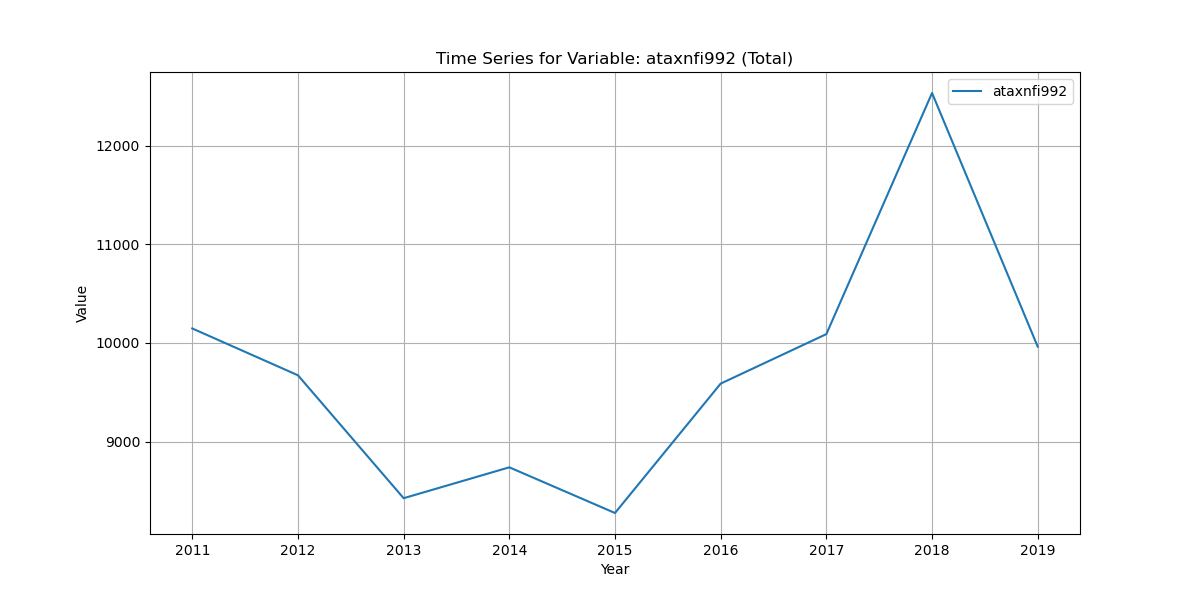 Time Series for Variable: ataxnfi992 (Total)
ataxnfi992
12000
11000
10000
9000
Value
2011 2012 2013 2014 2015 2016 2017 2018 2019
Year